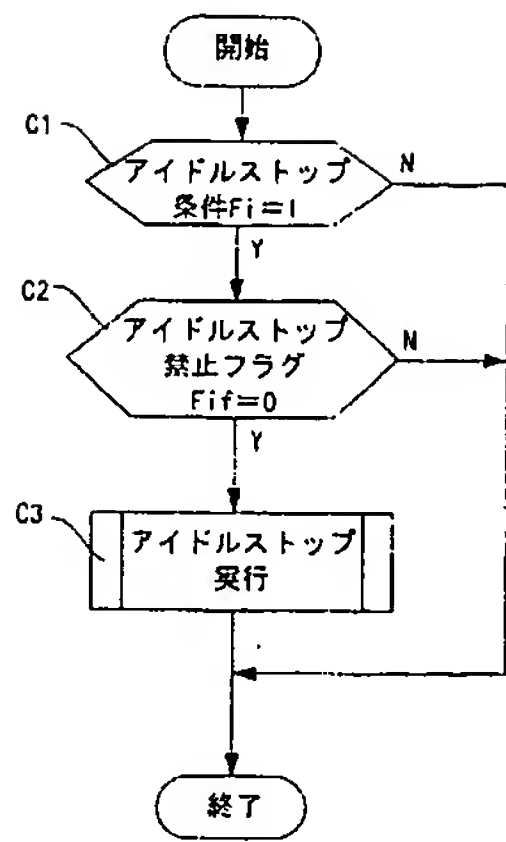 開始
C1
アイドルストップ
条件Fi=1
N
Y
C2
アイドルストップ
禁止フラグ
Fif=0
N
Y
C3
アイドルストップ
実行
終了